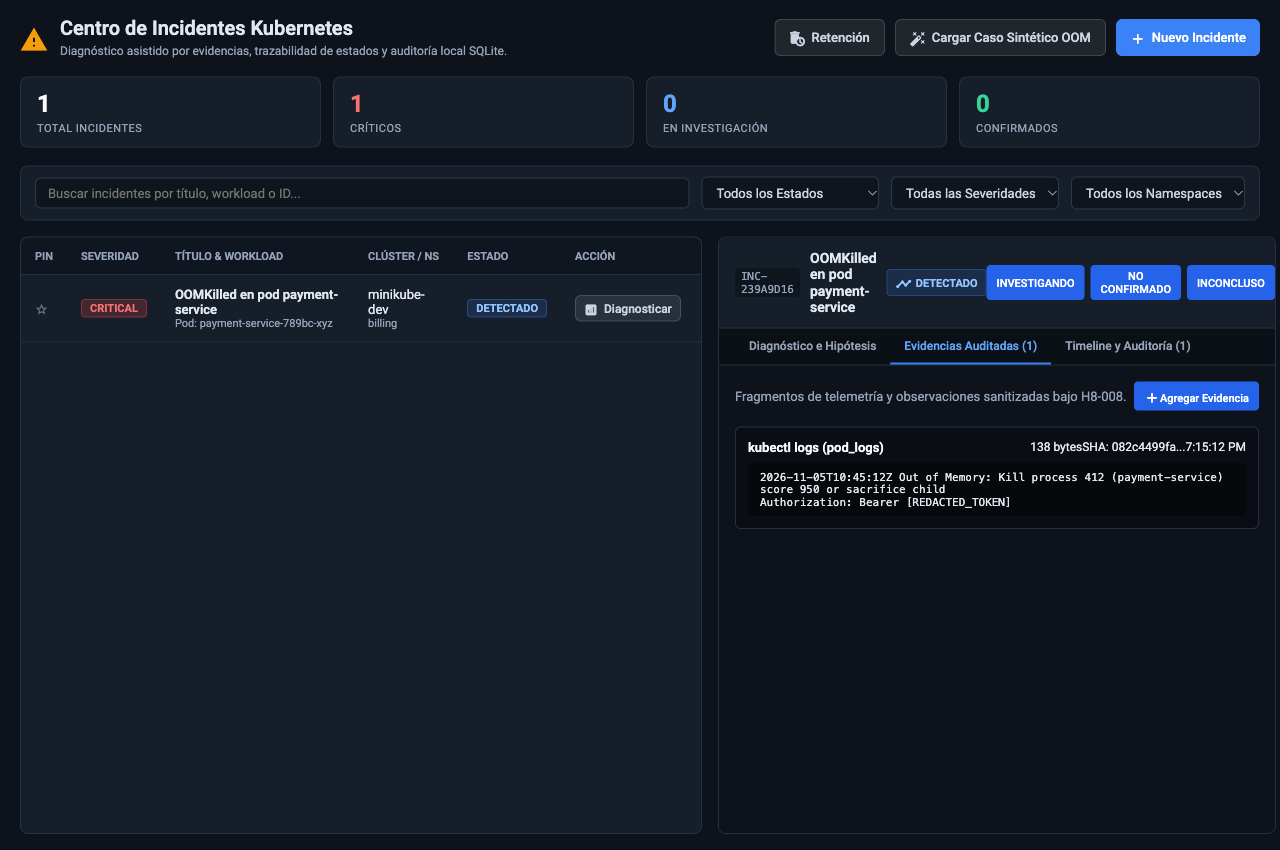 Centro de Incidentes Kubernetes
Diagnóstico asistido por evidencias, trazabilidad de estados y auditoría local SQLite.
Retención
Cargar Caso Sintético OOM
+ Nuevo Incidente
1
TOTAL INCIDENTES
1
CRÍTICOS
0
EN INVESTIGACIÓN
0
CONFIRMADOS
Buscar incidentes por título, workload o ID...
Todos los Estados
Todas las Severidades
Todos los Namespaces
PIN SEVERIDAD TÍTULO & WORKLOAD CLÚSTER / NS ESTADO ACCIÓN
☆
CRITICAL
OOMKilled en pod payment-
service
Pod: payment-service-789bc-xyz
minikube-
dev
billing
DETECTADO
Diagnosticar
INC-
239A9D16
OOMKilled
en pod
payment-
service
DETECTADO
INVESTIGANDO
NO
CONFIRMADO
INCONCLUSO
Diagnóstico e Hipótesis
Evidencias Auditadas (1)
Timeline y Auditoría (1)
Fragmentos de telemetría y observaciones sanitizadas bajo H8-008.
+ Agregar Evidencia
kubectl logs (pod_logs)
138 bytesSHA: 082c4499fa...7:15:12 PM
2026-11-05T10:45:12Z Out of Memory: Kill process 412 (payment-service)
score 950 or sacrifice child
Authorization: Bearer [REDACTED_TOKEN]